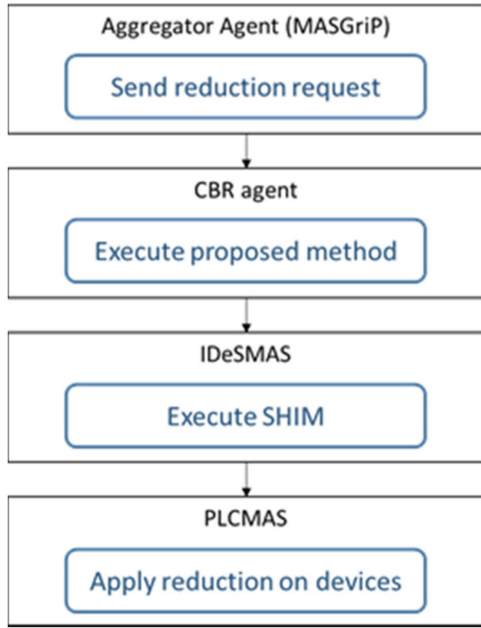 Aggregator Agent (MASGriP)
Send reduction request
CBR agent
Execute proposed method
IDeSMAS
Execute SHIM
PLCMAS
Apply reduction on devices